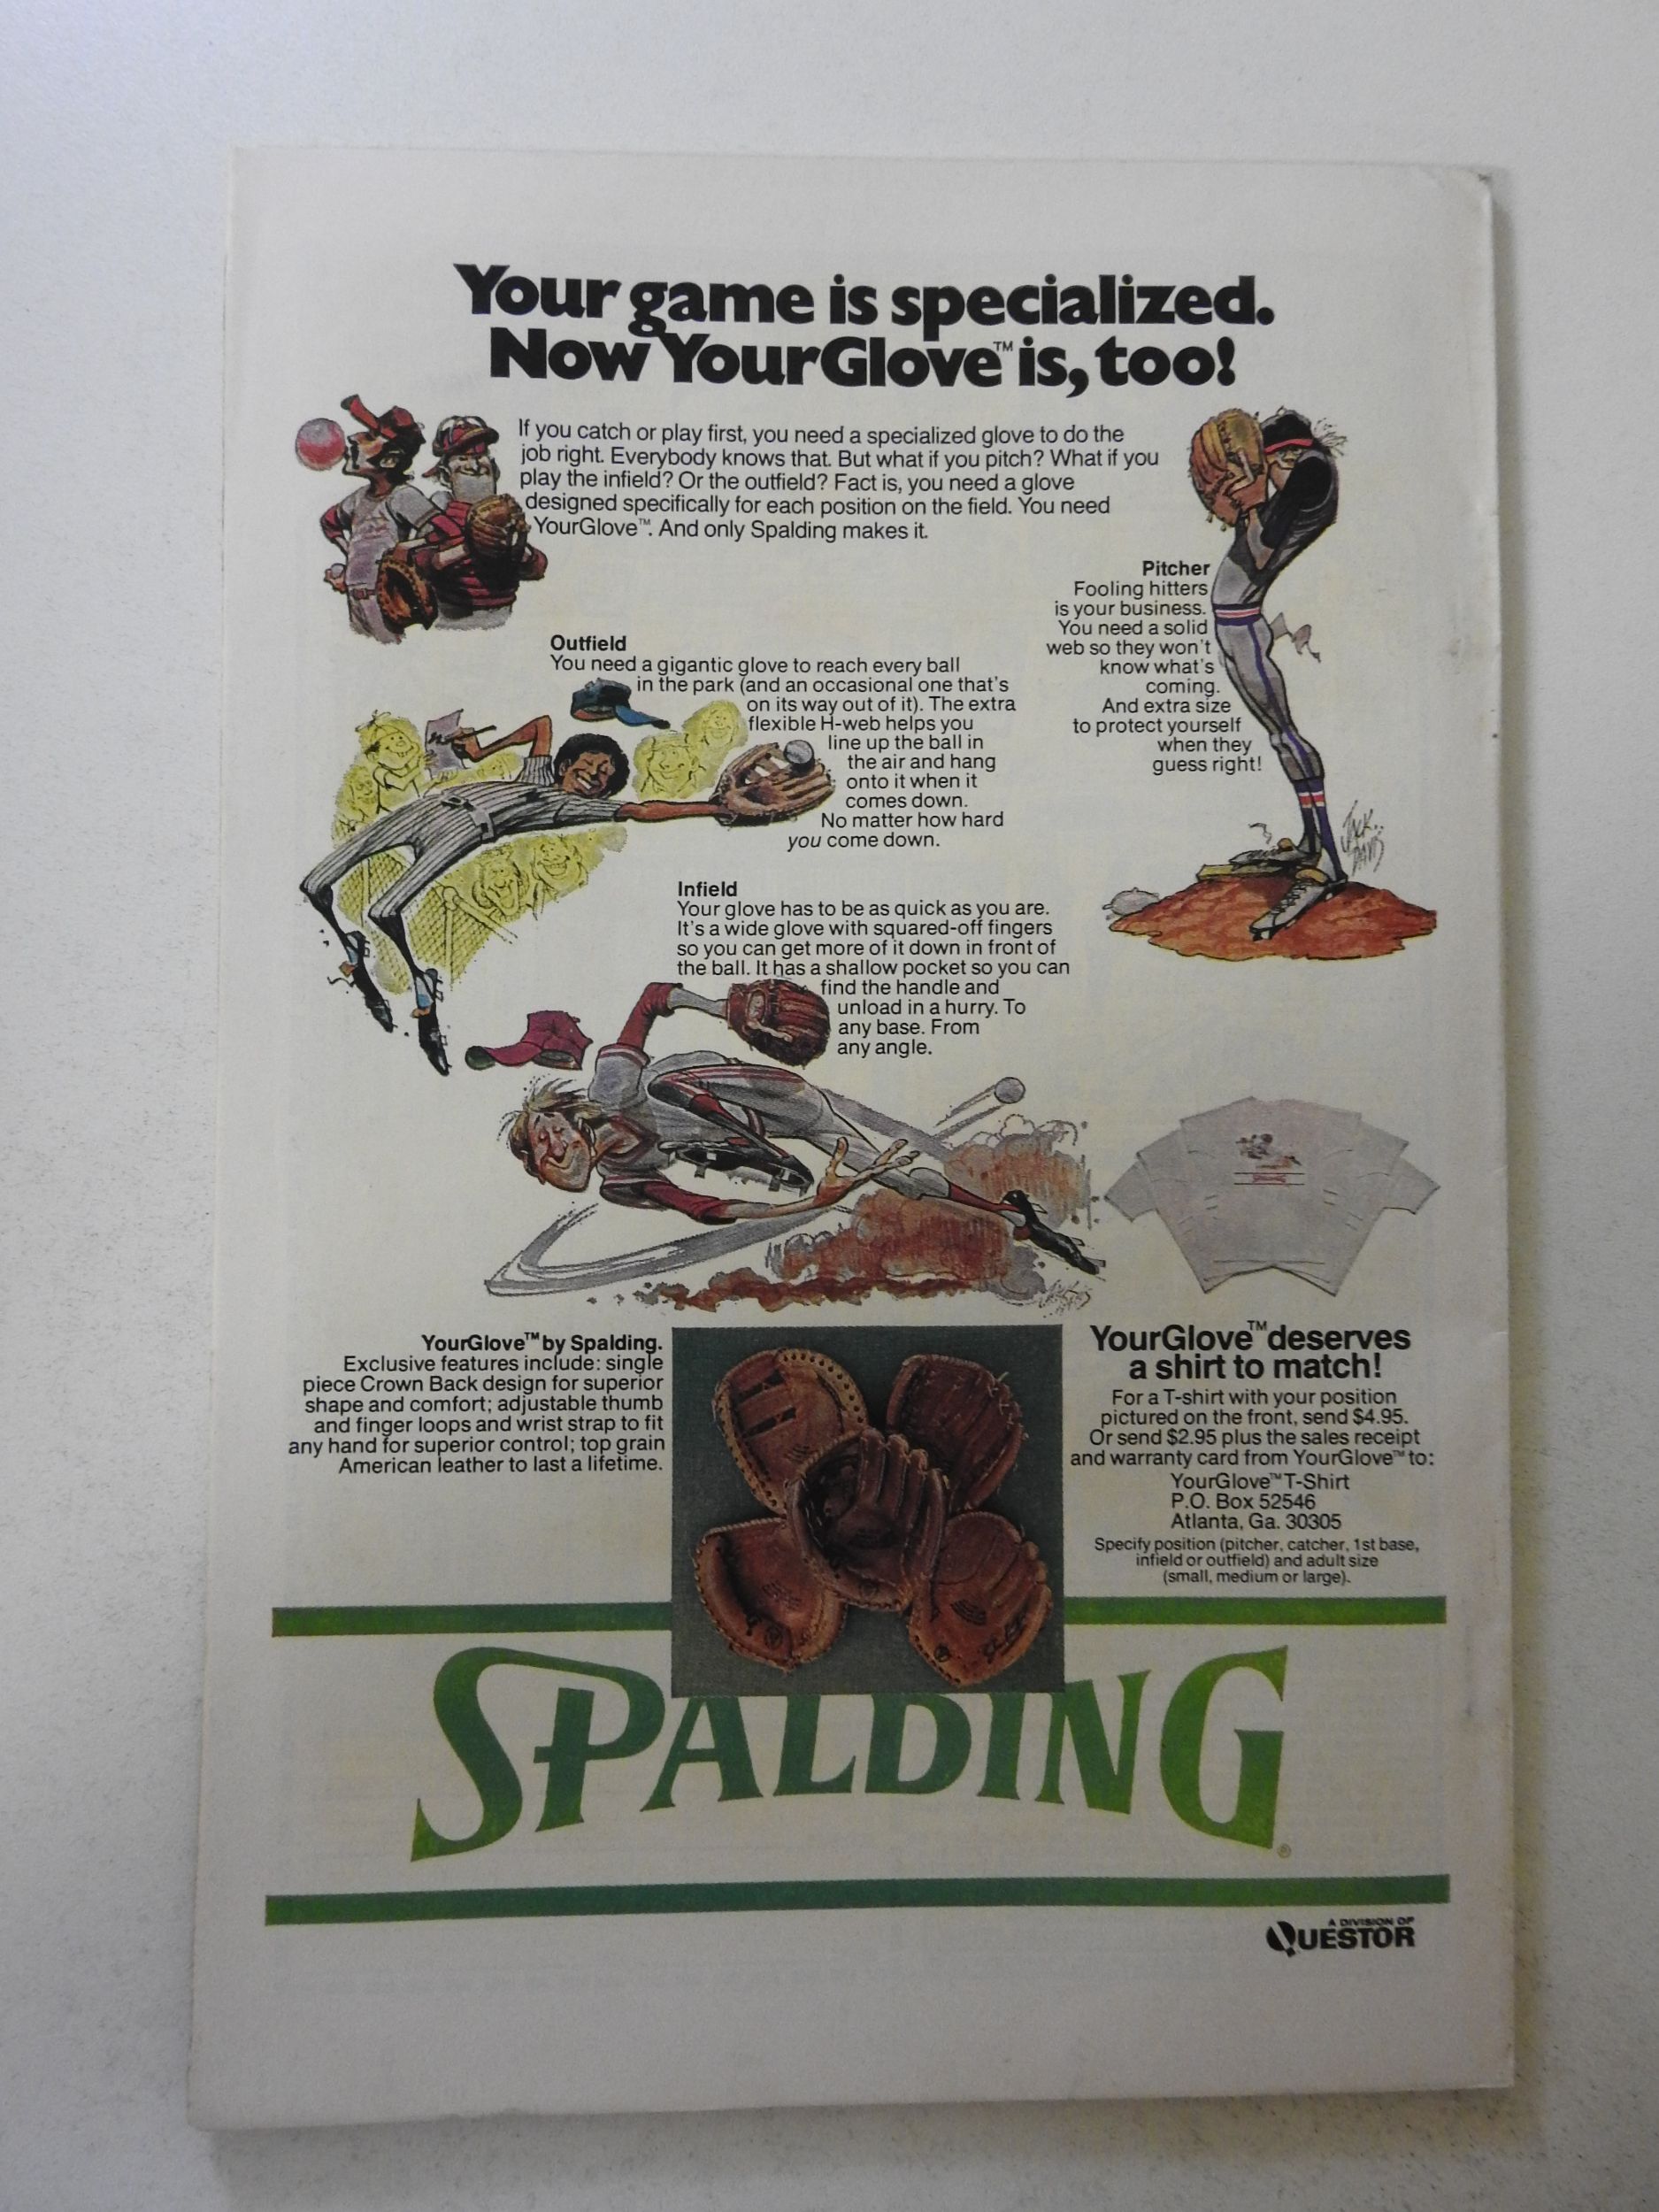 Your game is specialized.
Now YourGlove™ is, too!
If you catch or play first, you need a specialized glove to do the
job right. Everybody knows that. But what if you pitch? What if you
play the infield? Or the outfield? Fact is, you need a glove
designed specifically for each position on the field. You need
YourGlove™. And only Spalding makes it.
Pitcher
Fooling hitters
is your business.
You need a solid
web so they won't
know what's
coming.
And extra size
to protect yourself
when they
guess right!
JACK
DAVIS
Outfield
You need a gigantic glove to reach every ball
in the park (and an occasional one that's
on its way out of it). The extra
flexible H-web helps you
line up the ball in
the air and hang
onto it when it
comes down.
No matter how hard
you come down.
Infield
Your glove has to be as quick as you are.
It's a wide glove with squared-off fingers
so you can get more of it down in front of
the ball. It has a shallow pocket so you can
find the handle and
unload in a hurry. To
any base. From
any angle.
YourGlove™ by Spalding.
Exclusive features include: single
piece Crown Back design for superior
shape and comfort; adjustable thumb
and finger loops and wrist strap to fit
any hand for superior control; top grain
American leather to last a lifetime.
SPALDING
YourGlove™ deserves
a shirt to match!
For a T-shirt with your position
pictured on the front, send $4.95.
Or send $2.95 plus the sales receipt
and warranty card from YourGlove™ to:
YourGlove™ T-Shirt
P.O. Box 52546
Atlanta, Ga. 30305
Specify position (pitcher, catcher, 1st base,
infield or outfield) and adult size
(small, medium or large).
SPALDING®
A DIVISION OF
QUESTOR